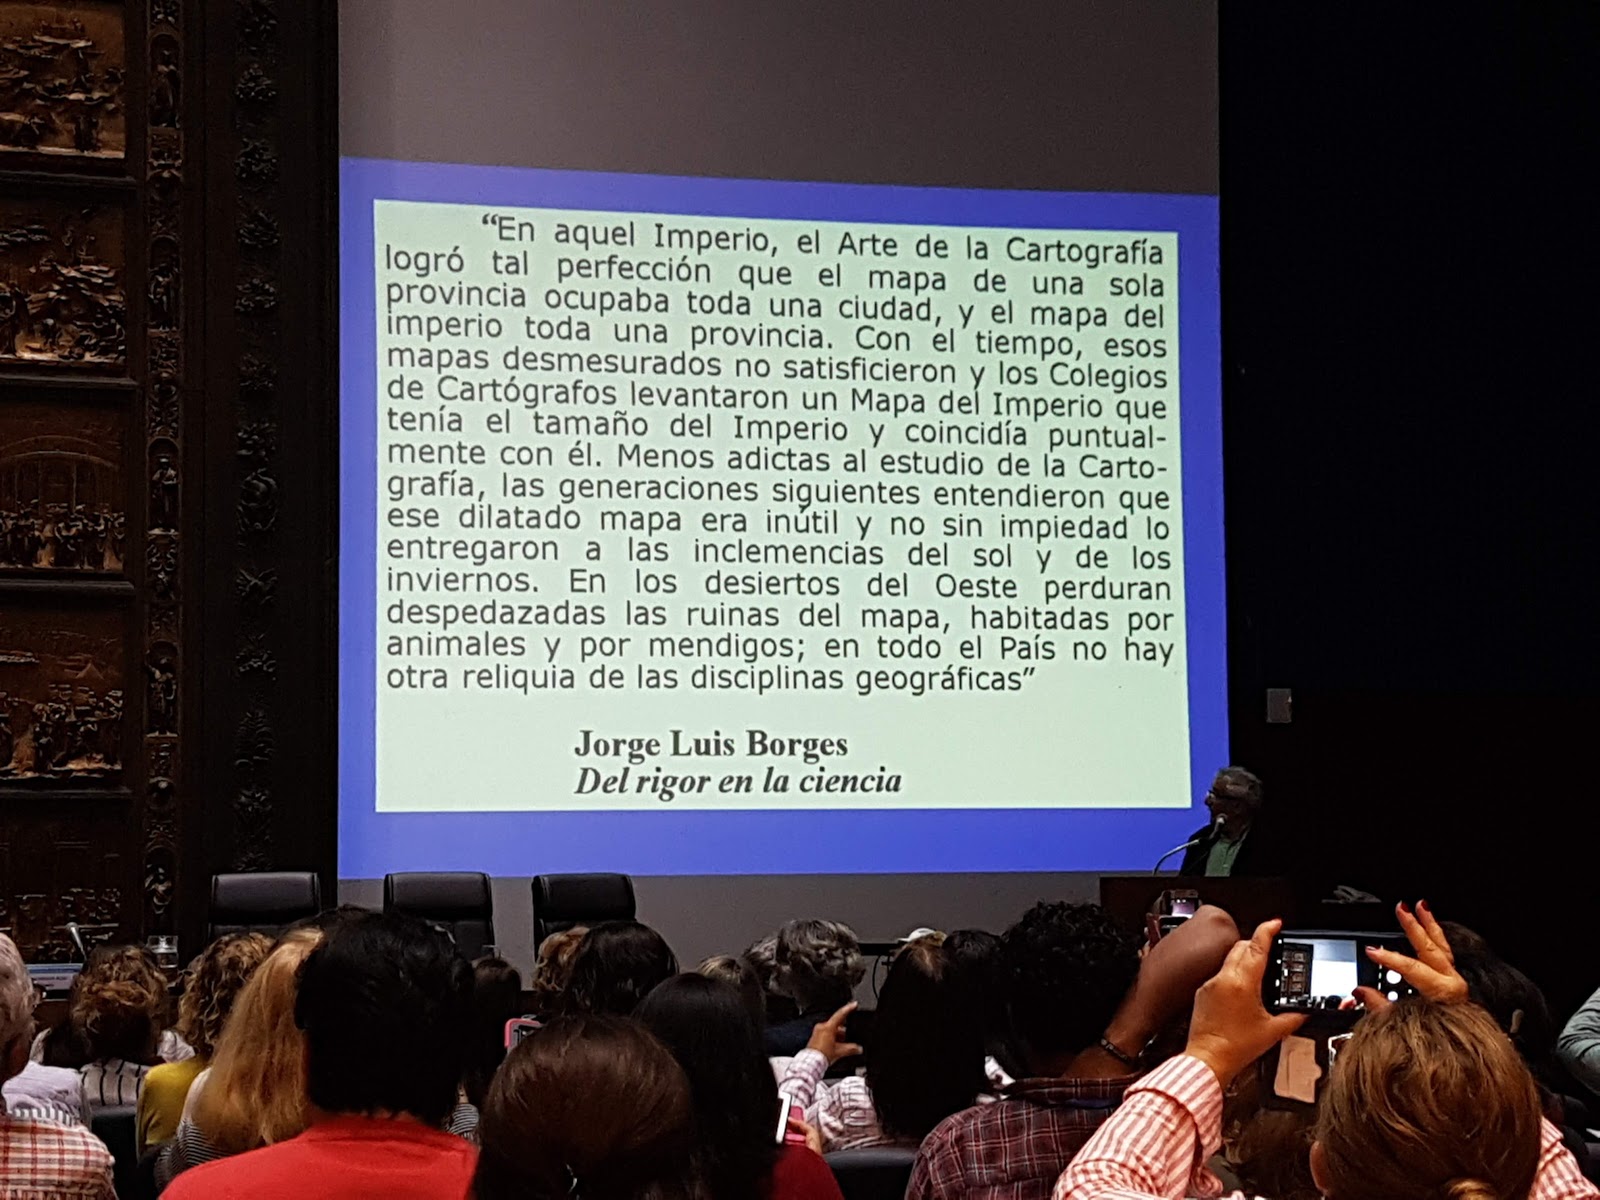 “En aquel Imperio, el Arte de la Cartografía
logró tal perfección que el mapa de una sola
provincia ocupaba toda una ciudad, y el mapa del
imperio toda una provincia. Con el tiempo, esos
mapas desmesurados no satisficieron y los Colegios
de Cartógrafos levantaron un Mapa del Imperio que
tenía el tamaño del Imperio y coincidía puntual-
mente con él. Menos adictas al estudio de la Carto-
grafía, las generaciones siguientes entendieron que
ese dilatado mapa era inútil y no sin impiedad lo
entregaron a las inclemencias del sol y de los
inviernos. En los desiertos del Oeste perduran
despedazadas las ruinas del mapa, habitadas por
animales y por mendigos; en todo el País no hay
otra reliquia de las disciplinas geográficas”
Jorge Luis Borges
Del rigor en la ciencia